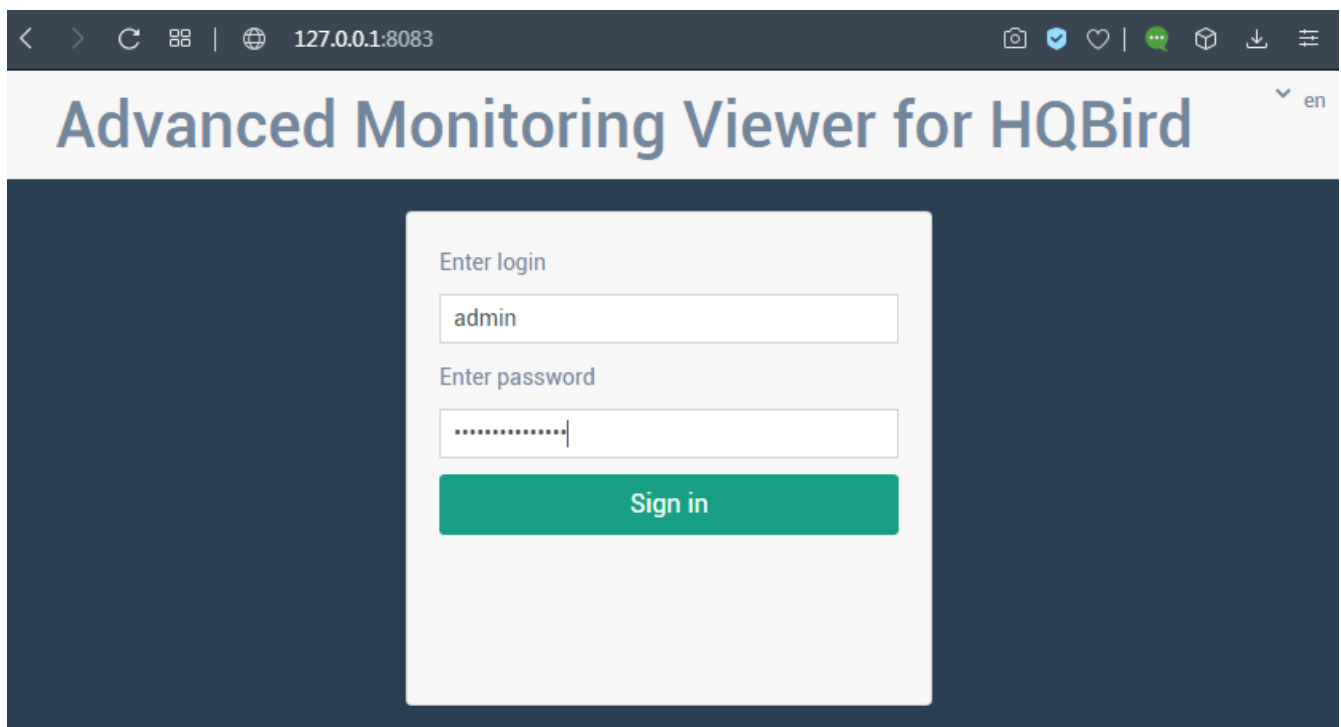 127.0.0.1:8083
Advanced Monitoring Viewer for HQBird
en
Enter login
admin
Enter password
•••••••••••••••
Sign in